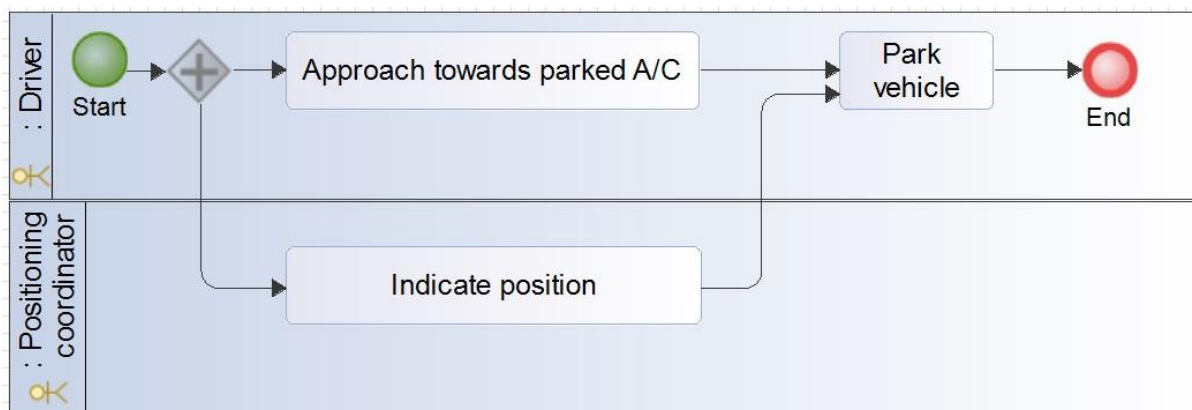 : Driver
Start
Approach towards parked A/C
Park
vehicle
End
: Positioning
coordinator
Indicate position